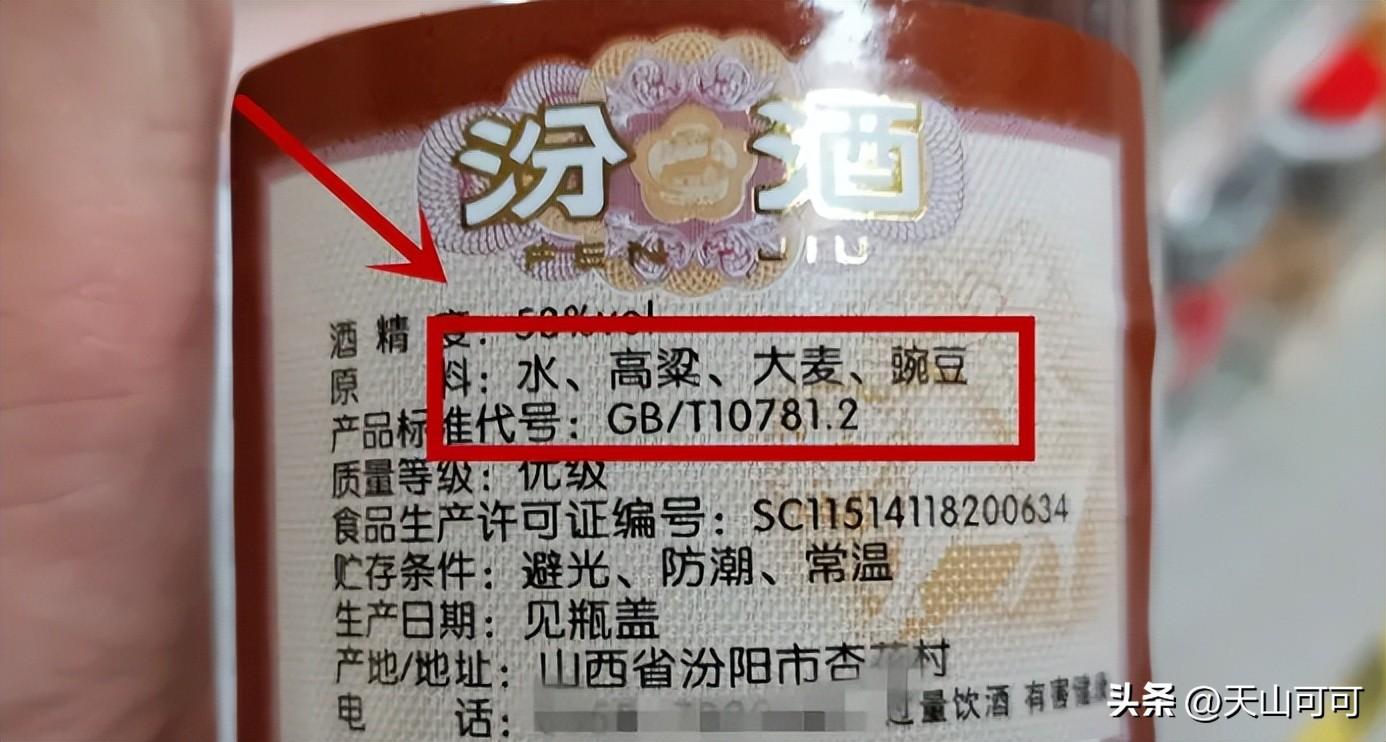 汾酒
酒精度：53%vol
原料：水、高粱、大麦、豌豆
产品标准代号：GB/T10781.2
质量等级：优级
食品生产许可证编号：SC11514118200634
贮存条件：避光、防潮、常温
生产日期：见瓶盖
产地/地址：山西省汾阳市杏花村
电话：
过量饮酒 有害健康
头条 @天山可可